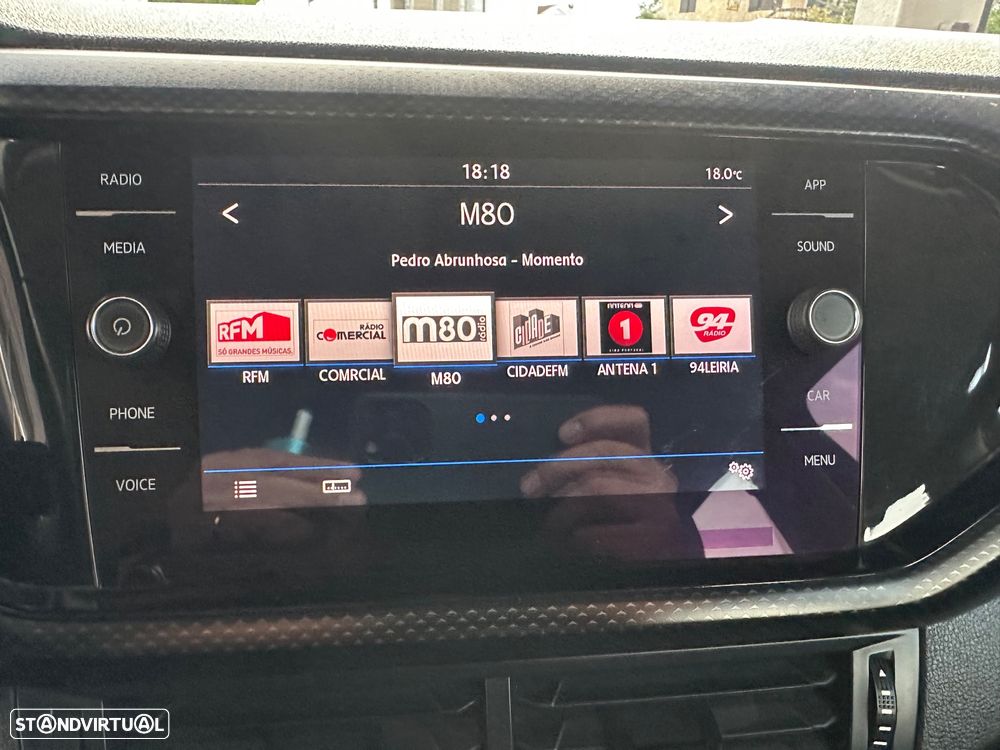 RADIO
MEDIA
PHONE
VOICE
18:18
18.0°C
< M80 >
Pedro Abrunhosa - Momento
RFM
SÓ GRANDES MÚSICAS.
RFM
RÁDIO
COMERCIAL
COMRCIAL
m80 rádio
M80
CIDADE
CIDADEFM
ANTENA
1
ANTENA 1
94
RÁDIO
94LEIRIA
APP
SOUND
CAR
MENU
STANDVIRTUAL